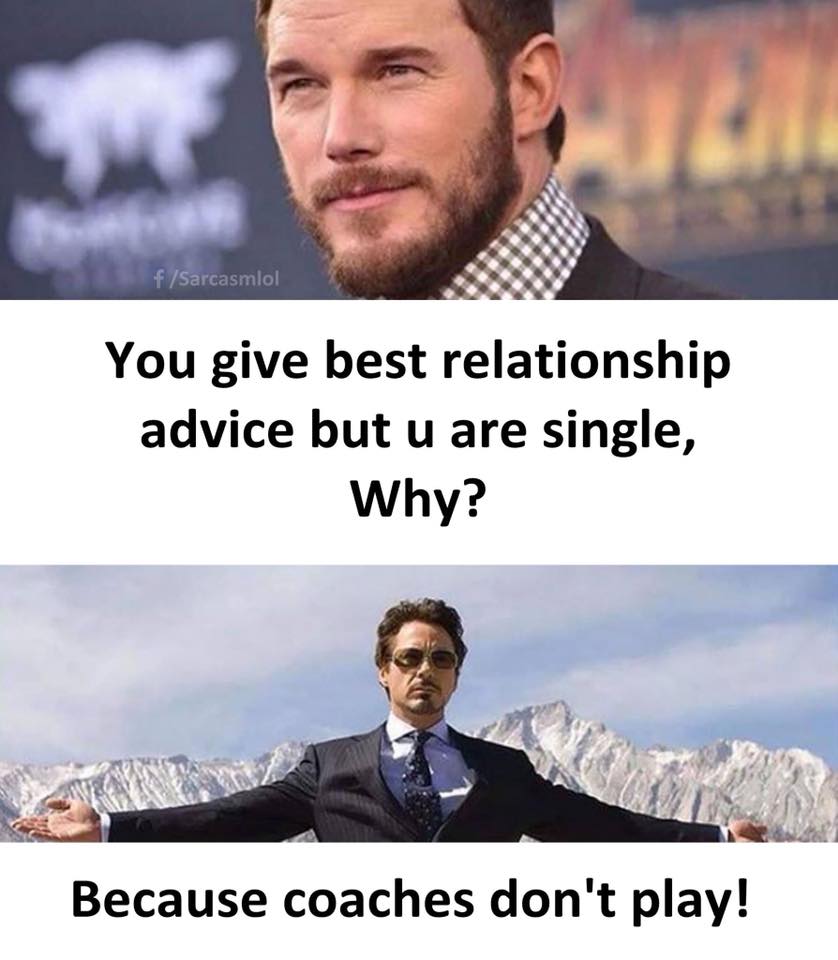 f /Sarcasmlol
You give best relationship
advice but u are single,
Why?
Because coaches don't play!